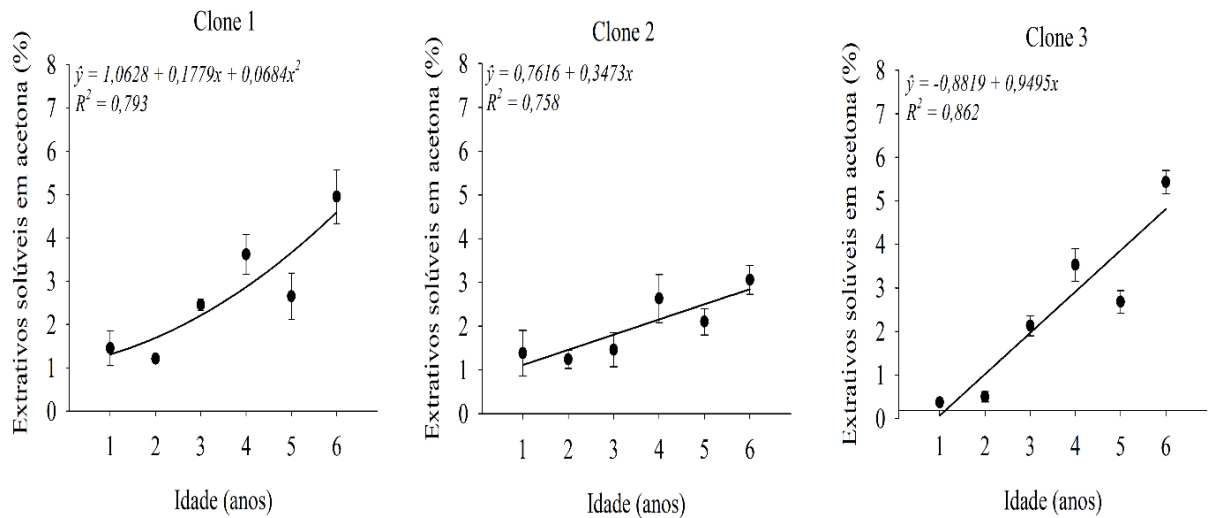 Clone 1
Extrativos solúveis em acetona (%)
ŷ = 1,0628 + 0,1779x + 0,0684x²
R² = 0,793
8
7
6
5
4
3
2
1
0
1 2 3 4 5 6
Idade (anos)
Clone 2
Extrativos solúveis em acetona (%)
ŷ = 0,7616 + 0,3473x
R² = 0,758
8
7
6
5
4
3
2
1
0
1 2 3 4 5 6
Idade (anos)
Clone 3
Extrativos solúveis em acetona (%)
ŷ = -0,8819 + 0,9495x
R² = 0,862
8
7
6
5
4
3
2
1
0
1 2 3 4 5 6
Idade (anos)